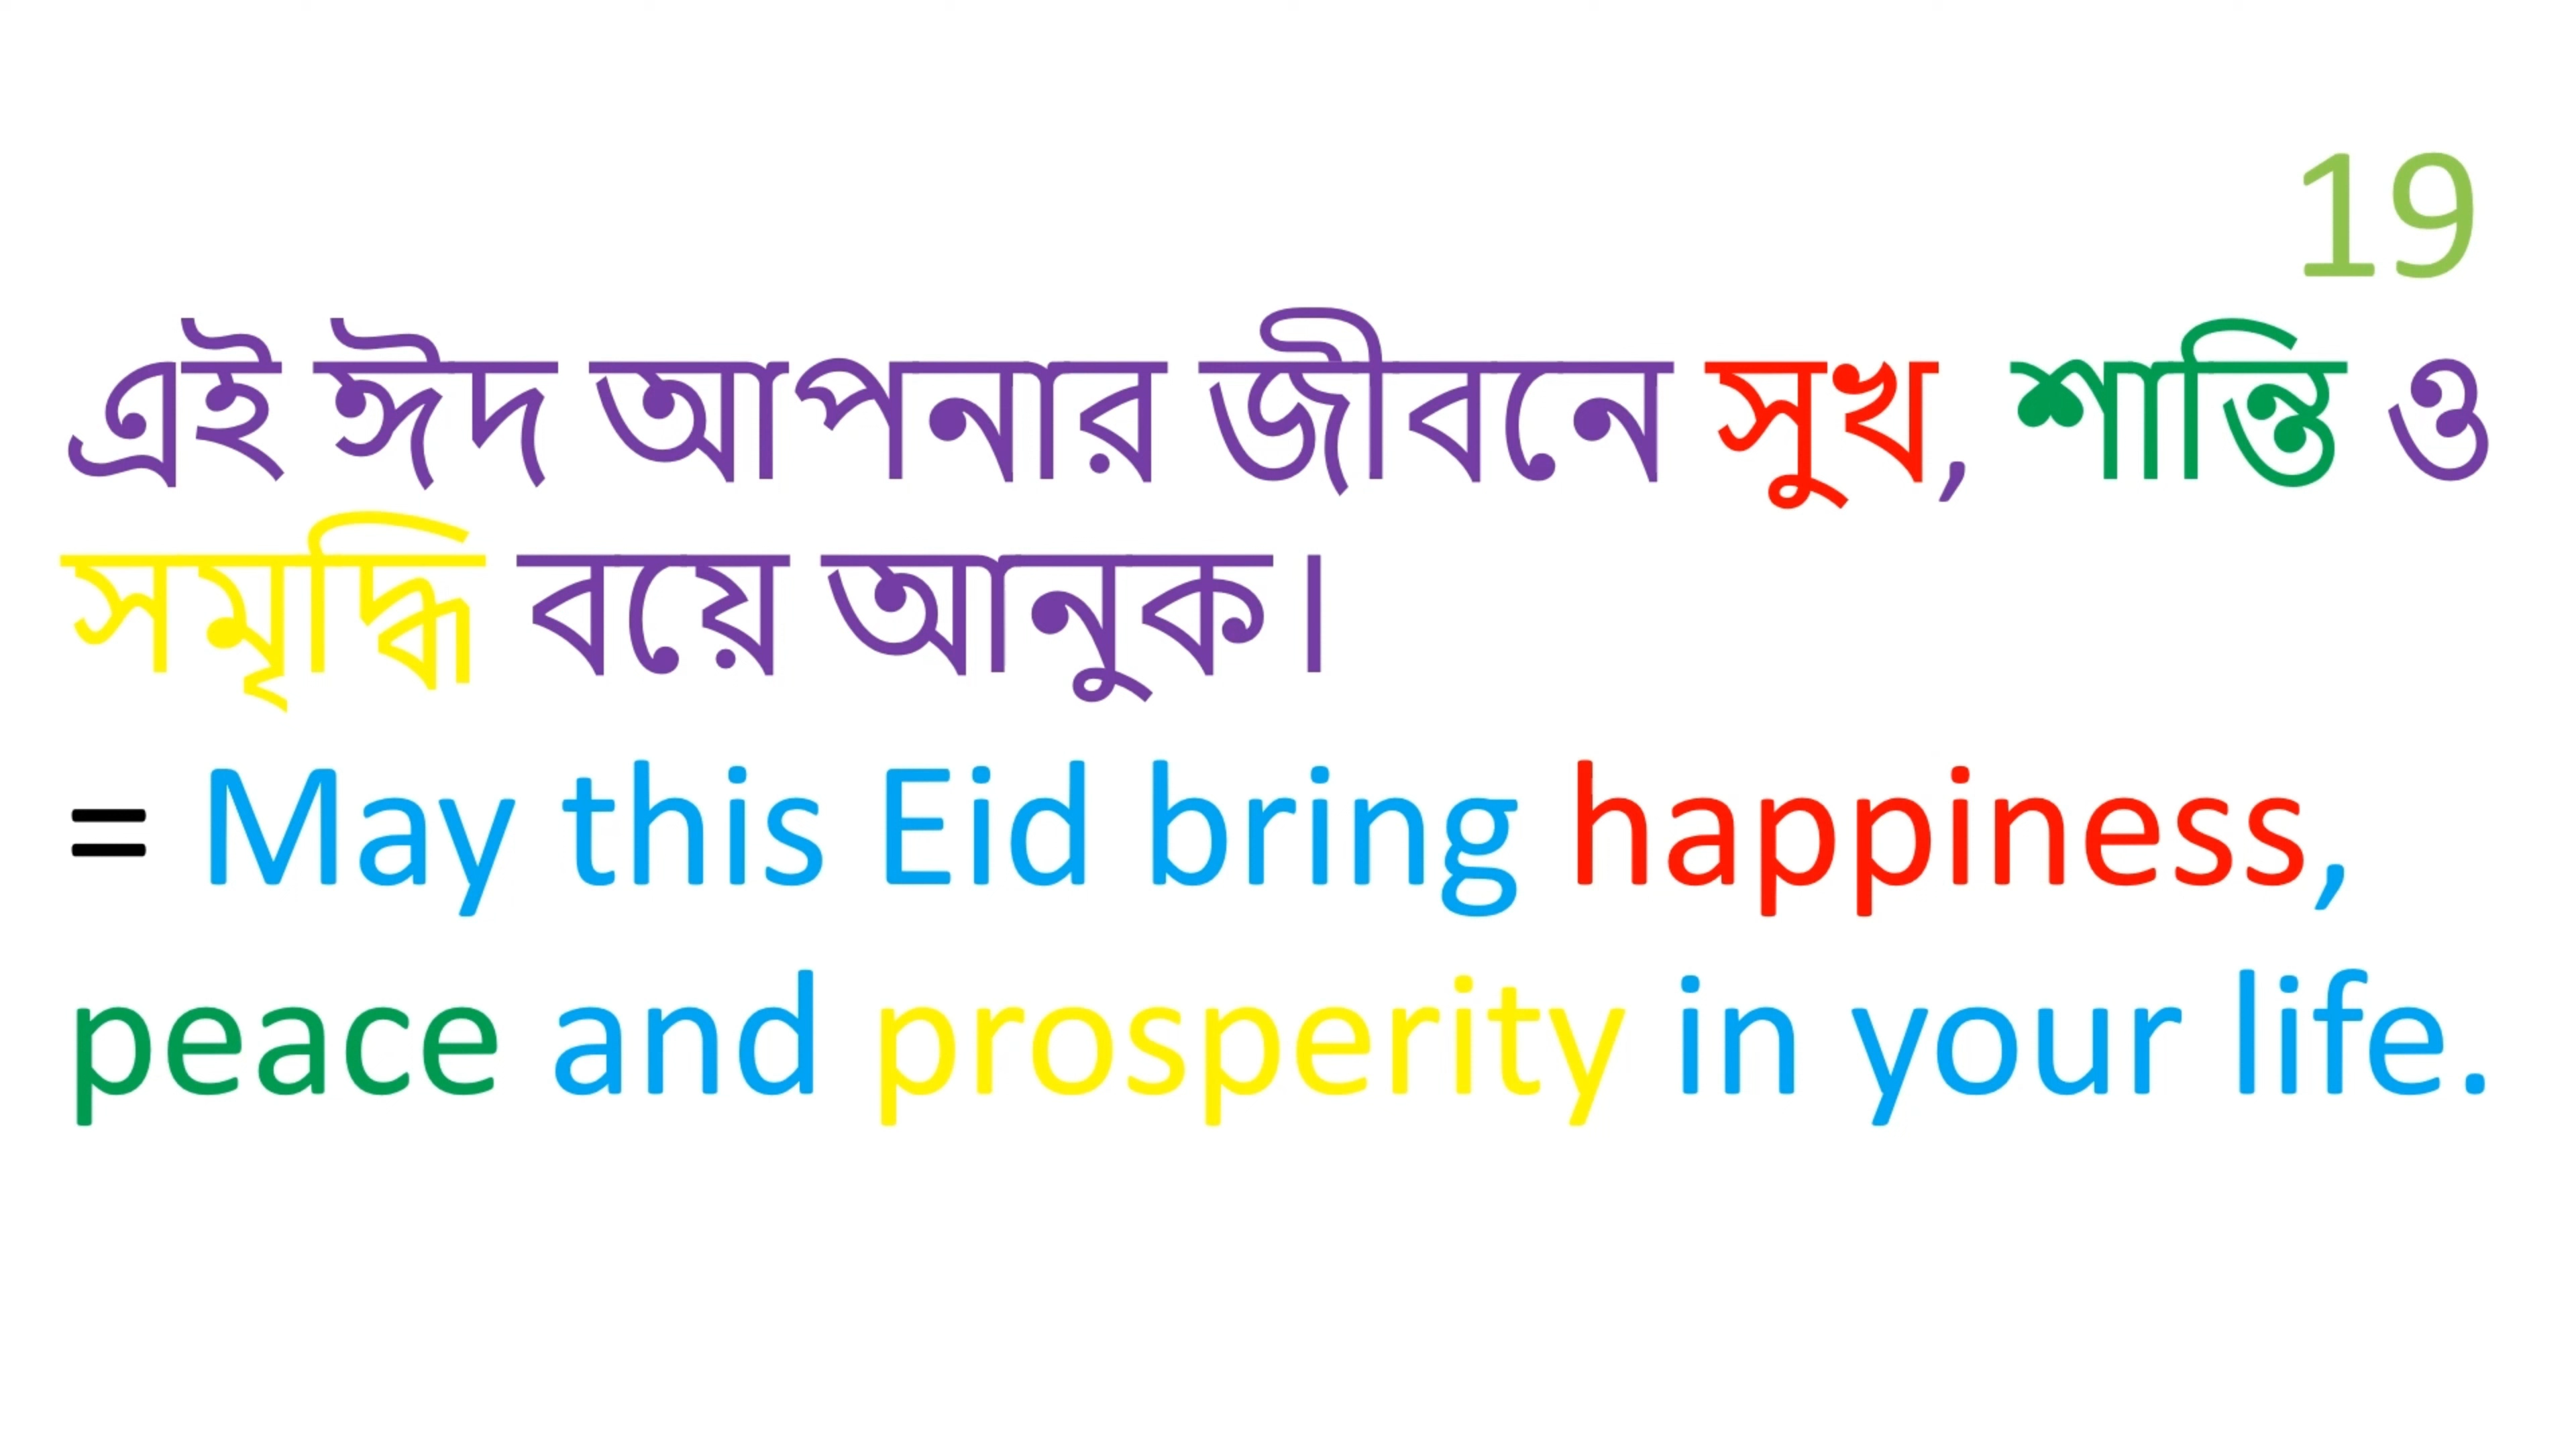 19
এই ঈদ আপনার জীবনে সুখ, শান্তি ও
সমৃদ্ধি বয়ে আনুক।
= May this Eid bring happiness,
peace and prosperity in your life.